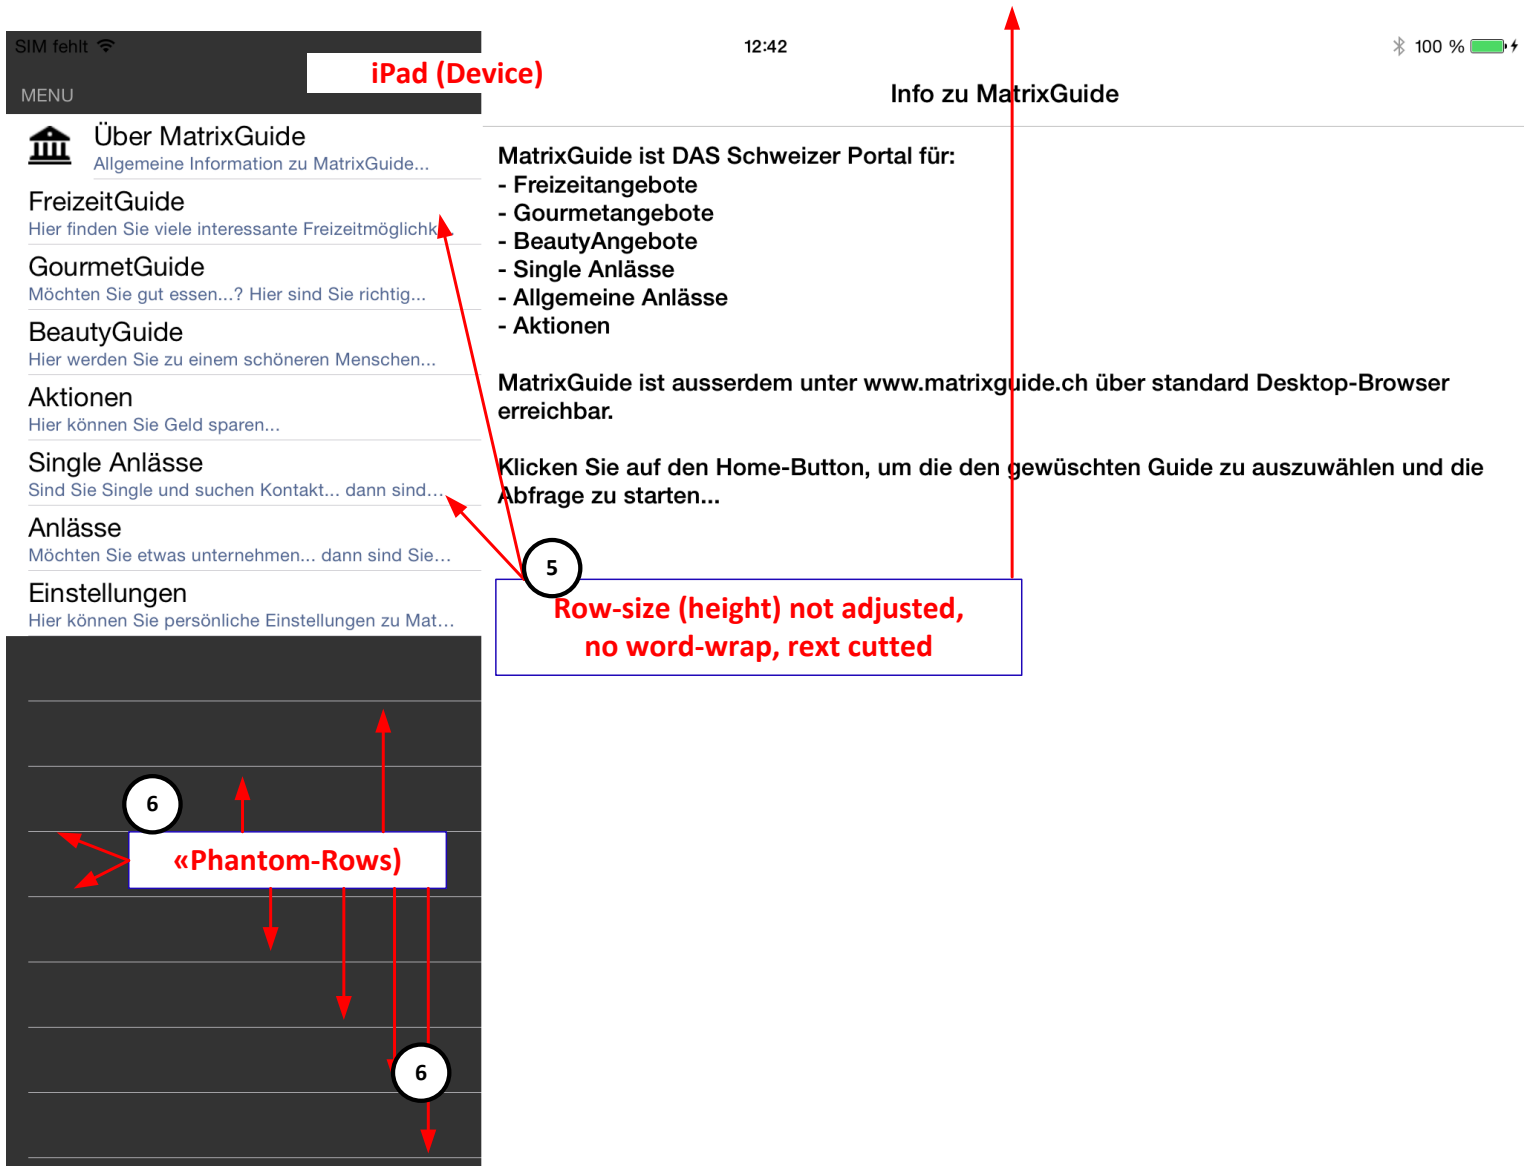 SIM fehlt
12:42
100 %
iPad (Device)
MENU
Info zu MatrixGuide
Über MatrixGuide
Allgemeine Information zu MatrixGuide...
FreizeitGuide
Hier finden Sie viele interessante Freizeitmöglichk...
GourmetGuide
Möchten Sie gut essen...? Hier sind Sie richtig...
BeautyGuide
Hier werden Sie zu einem schöneren Menschen...
Aktionen
Hier können Sie Geld sparen...
Single Anlässe
Sind Sie Single und suchen Kontakt... dann sind...
Anlässe
Möchten Sie etwas unternehmen... dann sind Sie...
Einstellungen
Hier können Sie persönliche Einstellungen zu Mat...
MatrixGuide ist DAS Schweizer Portal für:
- Freizeitangebote
- Gourmetangebote
- BeautyAngebote
- Single Anlässe
- Allgemeine Anlässe
- Aktionen
MatrixGuide ist ausserdem unter www.matrixguide.ch über standard Desktop-Browser
erreichbar.
Klicken Sie auf den Home-Button, um die den gewüschten Guide zu auszuwählen und die
Abfrage zu starten...
5
Row-size (height) not adjusted,
no word-wrap, rext cutted
6
«Phantom-Rows)
6